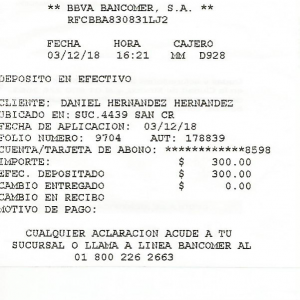 ** BBVA BANCOMER, S.A. **
RFCBBA830831LJ2
FECHA HORA CAJERO
03/12/18 16:21 MM D928
DEPOSITO EN EFECTIVO
CLIENTE: DANIEL HERNANDEZ HERNANDEZ
UBICADO EN: SUC.4439 SAN CR
FECHA DE APLICACION: 03/12/18
FOLIO NUMERO: 9704 AUT: 178839
CUENTA/TARJETA DE ABONO: ************8598
IMPORTE: $ 300.00
EFEC. DEPOSITADO $ 300.00
CAMBIO ENTREGADO $ 0.00
CAMBIO EN RECIBO
MOTIVO DE PAGO:
CUALQUIER ACLARACION ACUDE A TU
SUCURSAL O LLAMA A LINEA BANCOMER AL
01 800 226 2663